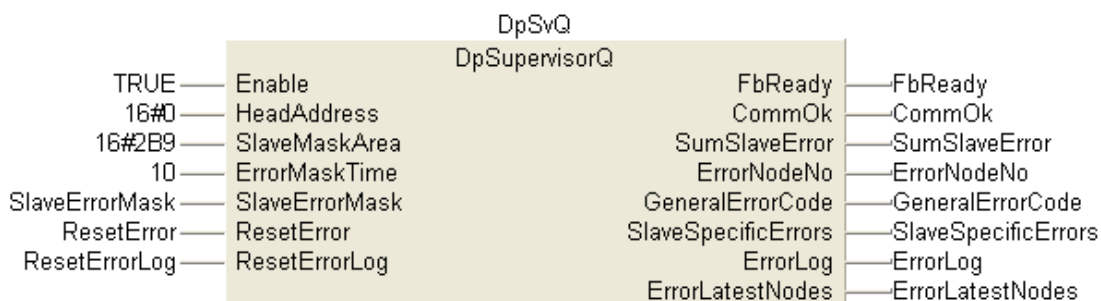 DpSvQ
DpSupervisorQ
TRUE Enable FbReady FbReady
16#0 HeadAddress CommOk CommOk
16#2B9 SlaveMaskArea SumSlaveError SumSlaveError
10 ErrorMaskTime ErrorNodeNo ErrorNodeNo
SlaveErrorMask SlaveErrorMask GeneralErrorCode GeneralErrorCode
ResetError ResetError SlaveSpecificErrors SlaveSpecificErrors
ResetErrorLog ResetErrorLog ErrorLog ErrorLog
ErrorLatestNodes ErrorLatestNodes